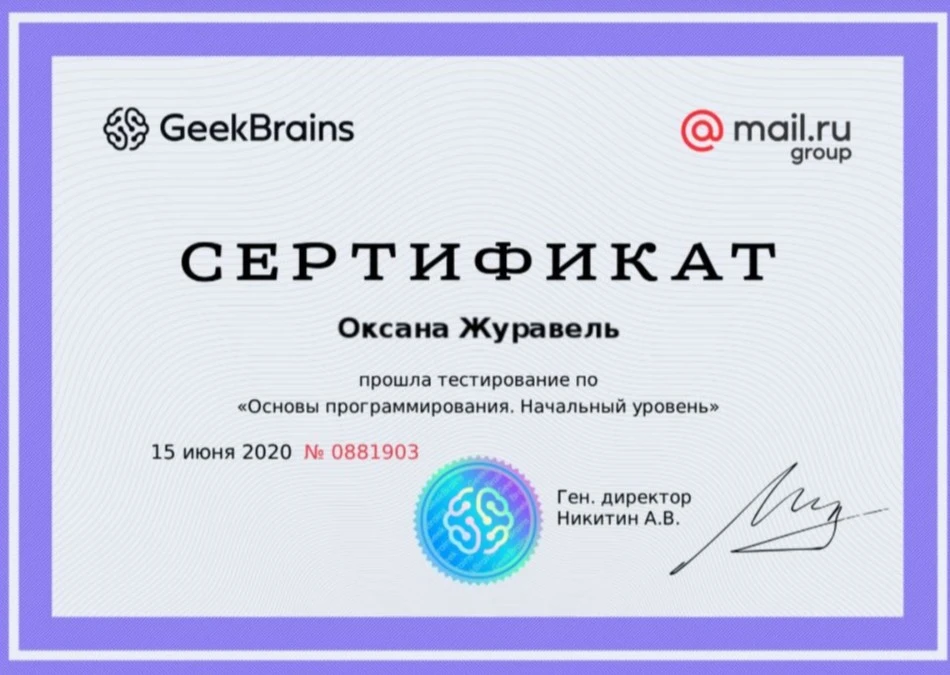 GeekBrains
mail.ru
group
СЕРТИФИКАТ
Оксана Журавель
прошла тестирование по
«Основы программирования. Начальный уровень»
15 июня 2020 № 0881903
Ген. директор
Никитин А.В.